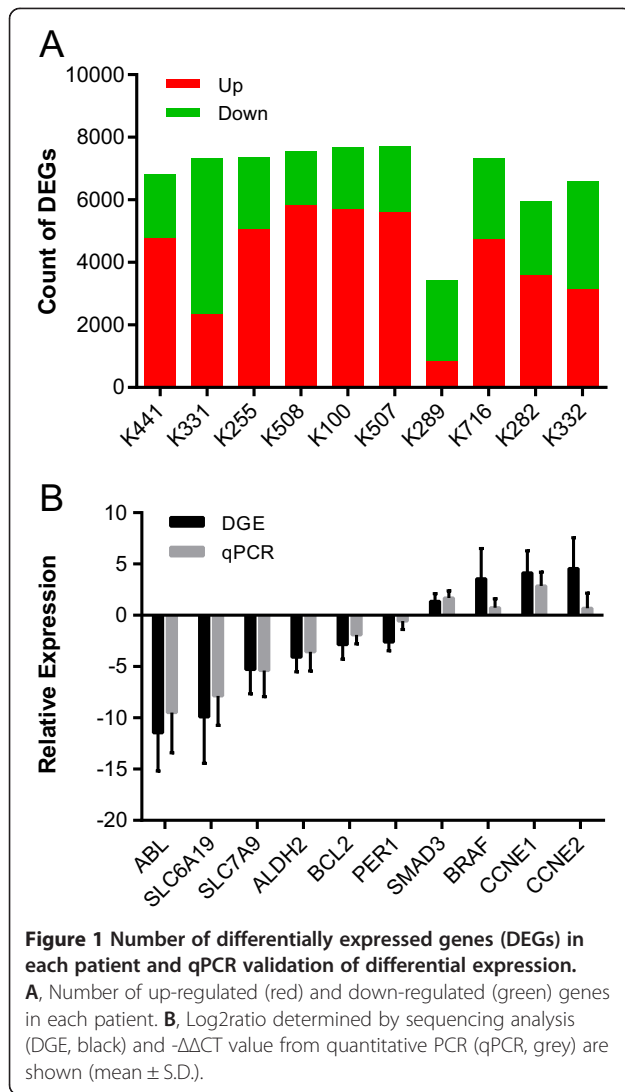 A
Up
Down
Count of DEGs
10000
8000
6000
4000
2000
0
K441
K331
K255
K508
K100
K507
K289
K716
K282
K332
B
DGE
qPCR
Relative Expression
10
5
0
-5
-10
-15
-20
ABL
SLC6A19
SLC7A9
ALDH2
BCL2
PER1
SMAD3
BRAF
CCNE1
CCNE2
Figure 1 Number of differentially expressed genes (DEGs) in
each patient and qPCR validation of differential expression.
A, Number of up-regulated (red) and down-regulated (green) genes
in each patient. B, Log2ratio determined by sequencing analysis
(DGE, black) and -ΔΔCT value from quantitative PCR (qPCR, grey) are
shown (mean ± S.D.).